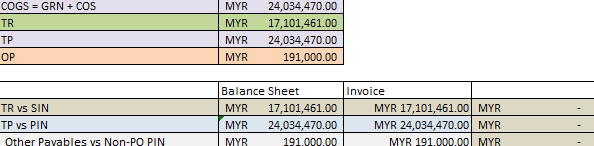 COGS = GRN + COS MYR 24,034,470.00
TR MYR 17,101,461.00
TP MYR 24,034,470.00
OP MYR 191,000.00
Balance Sheet Invoice
TR vs SIN MYR 17,101,461.00 MYR 17,101,461.00 MYR -
TP vs PIN MYR 24,034,470.00 MYR 24,034,470.00 MYR -
Other Payables vs Non-PO PIN MYR 191,000.00 MYR 191,000.00 MYR -